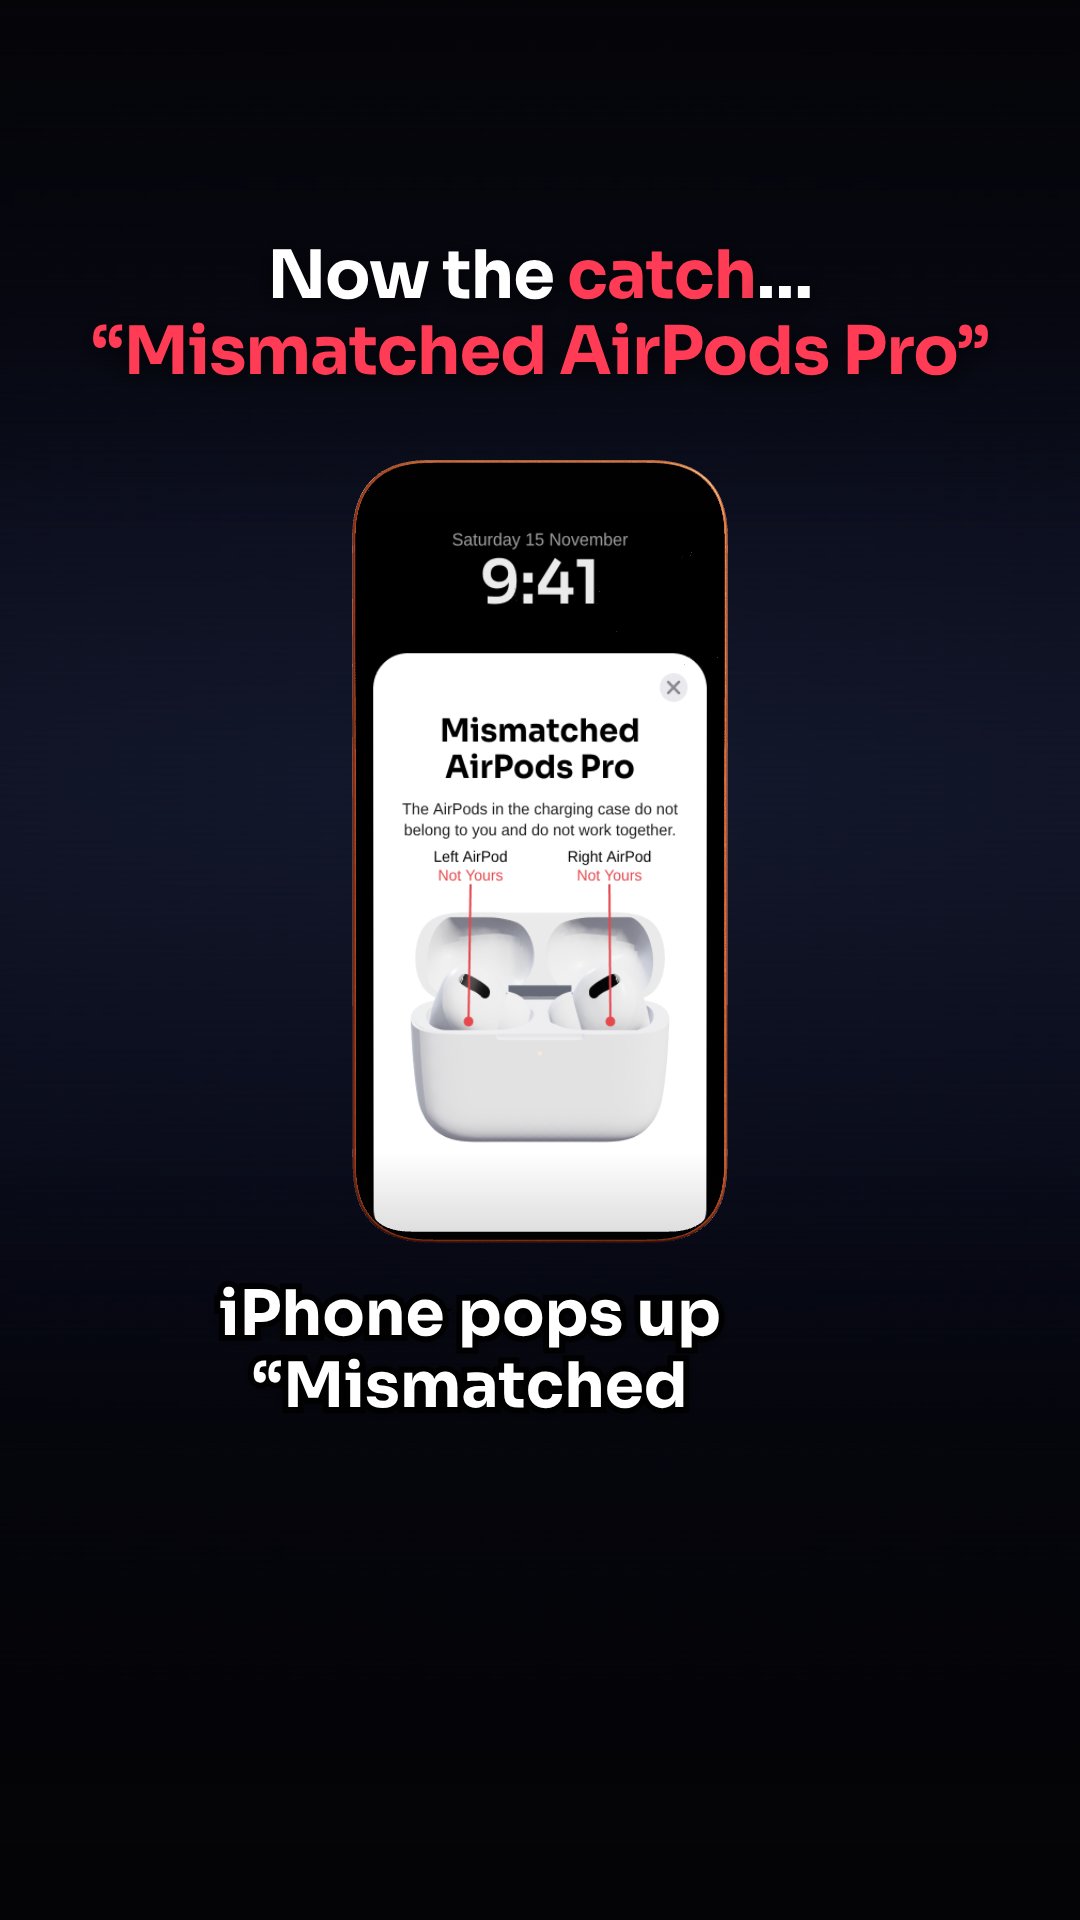 Now the catch...
“Mismatched AirPods Pro”
Saturday 15 November
9:41
Mismatched
AirPods Pro
The AirPods in the charging case do not
belong to you and do not work together.
Left AirPod
Not Yours
Right AirPod
Not Yours
iPhone pops up
“Mismatched